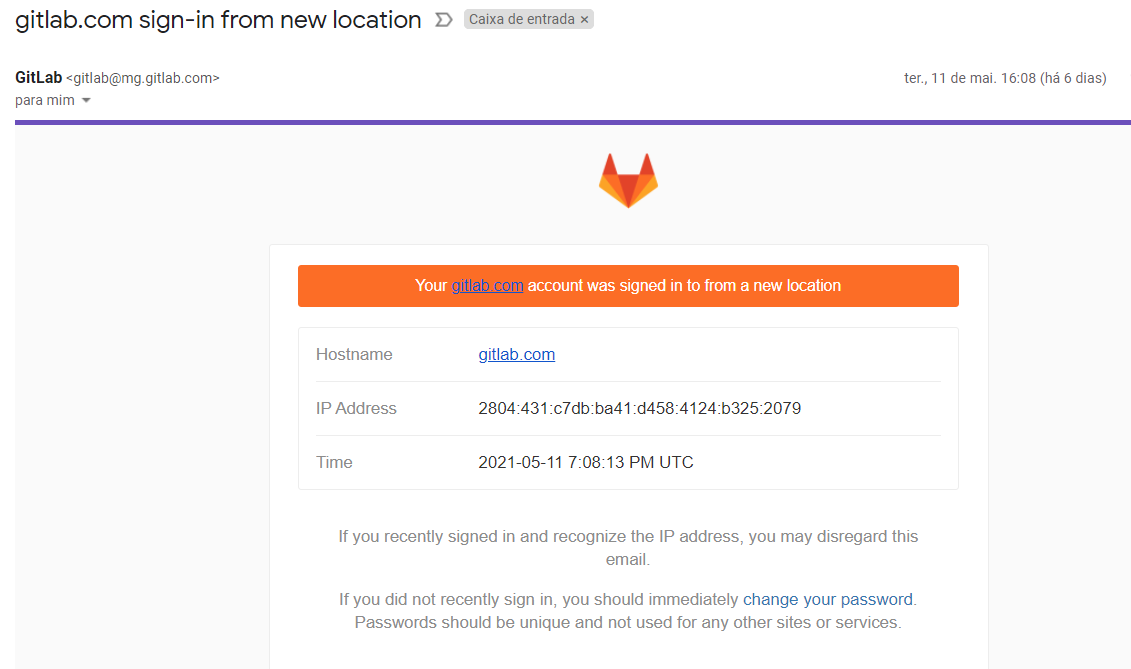 gitlab.com sign-in from new location Caixa de entrada ×
GitLab <gitlab@mg.gitlab.com> ter., 11 de mai. 16:08 (há 6 dias)
para mim
Your gitlab.com account was signed in to from a new location
Hostname gitlab.com
IP Address 2804:431:c7db:ba41:d458:4124:b325:2079
Time 2021-05-11 7:08:13 PM UTC
If you recently signed in and recognize the IP address, you may disregard this
email.
If you did not recently sign in, you should immediately change your password.
Passwords should be unique and not used for any other sites or services.